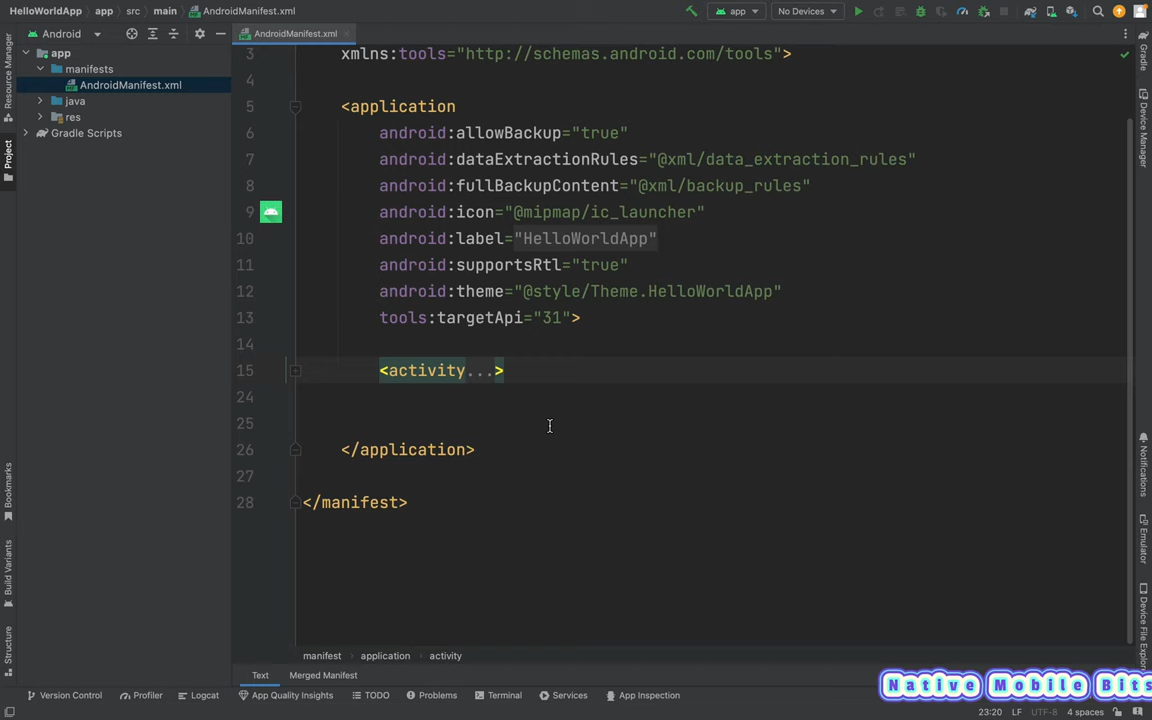 HelloWorldApp app src main AndroidManifest.xml app No Devices
Android
AndroidManifest.xml
app
manifests
AndroidManifest.xml
java
res
Gradle Scripts
Resource Manager
Project
Bookmarks
Build Variants
Structure
3 xmlns:tools="http://schemas.android.com/tools">
4
5 <application
6 android:allowBackup="true"
7 android:dataExtractionRules="@xml/data_extraction_rules"
8 android:fullBackupContent="@xml/backup_rules"
9 android:icon="@mipmap/ic_launcher"
10 android:label="HelloWorldApp"
11 android:supportsRtl="true"
12 android:theme="@style/Theme.HelloWorldApp"
13 tools:targetApi="31">
14
15 <activity...>
24
25
26 </application>
27
28 </manifest>
Gradle
Device Manager
Notifications
Emulator
Device File Explorer
manifest application activity
Text Merged Manifest
Native Mobile Bits
Version Control Profiler Logcat App Quality Insights TODO Problems Terminal Services App Inspection
23:20 LF UTF-8 4 spaces